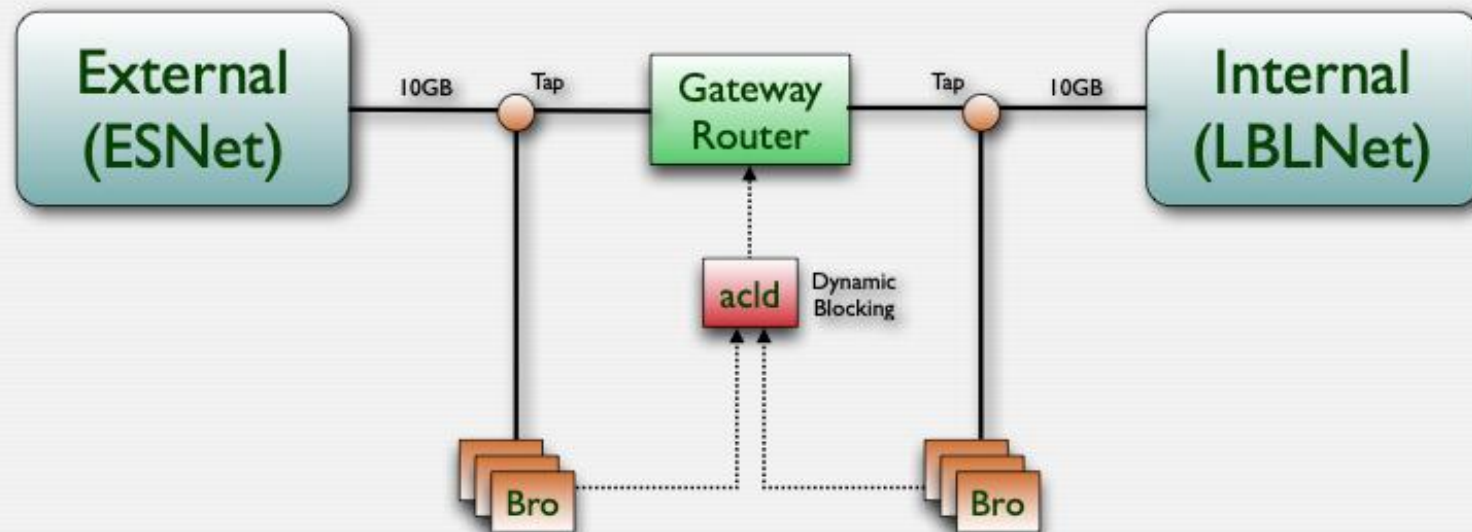 External
(ESNet)
10GB
Tap
Gateway
Router
Tap
10GB
Internal
(LBLNet)
acld
Dynamic
Blocking
Bro
Bro